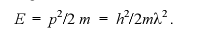 E = p²/2 m = h²/2mλ² .